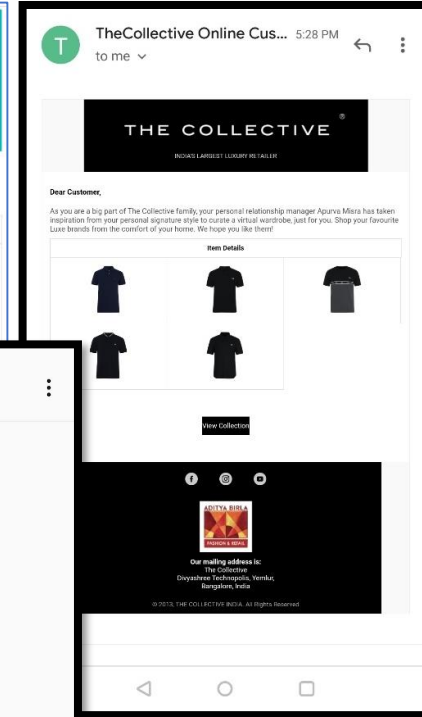 T
TheCollective Online Cus... 5:28 PM
to me
THE COLLECTIVE ®
INDIA'S LARGEST LUXURY RETAILER
Dear Customer,
As you are a big part of The Collective family, your personal relationship manager Apurva Misra has taken
inspiration from your personal signature style to curate a virtual wardrobe, just for you. Shop your favourite
Luxe brands from the comfort of your home. We hope you like them!
Item Details
View Collection
ADITYA BIRLA
FASHION & RETAIL
Our mailing address is:
The Collective
Divyashree Technopolis, Yemlur,
Bangalore, India
© 2013, THE COLLECTIVE INDIA. All Rights Reserved